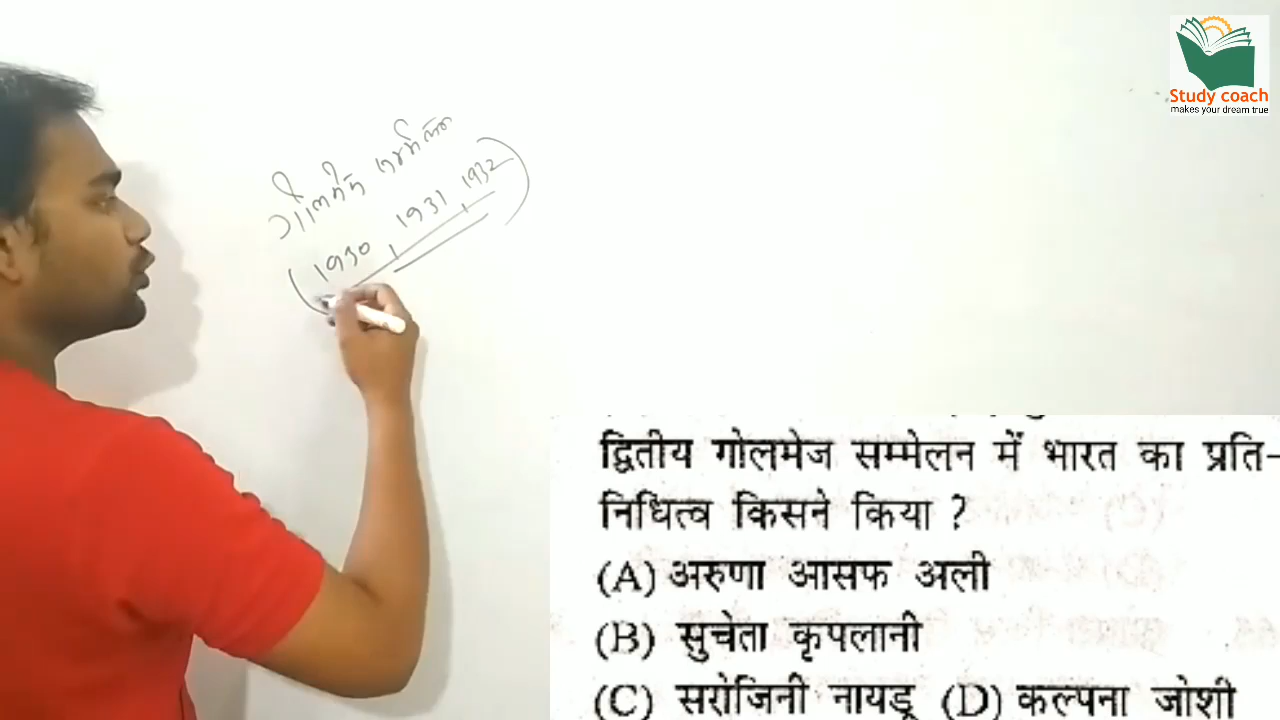 Study coach
makes your dream true
गोलमेज सम्मेलन
1930 1931 1932
द्वितीय गोलमेज सम्मेलन में भारत का प्रति-
निधित्व किसने किया ?
(A) अरुणा आसफ अली
(B) सुचेता कृपलानी
(C) सरोजिनी नायडू (D) कल्पना जोशी